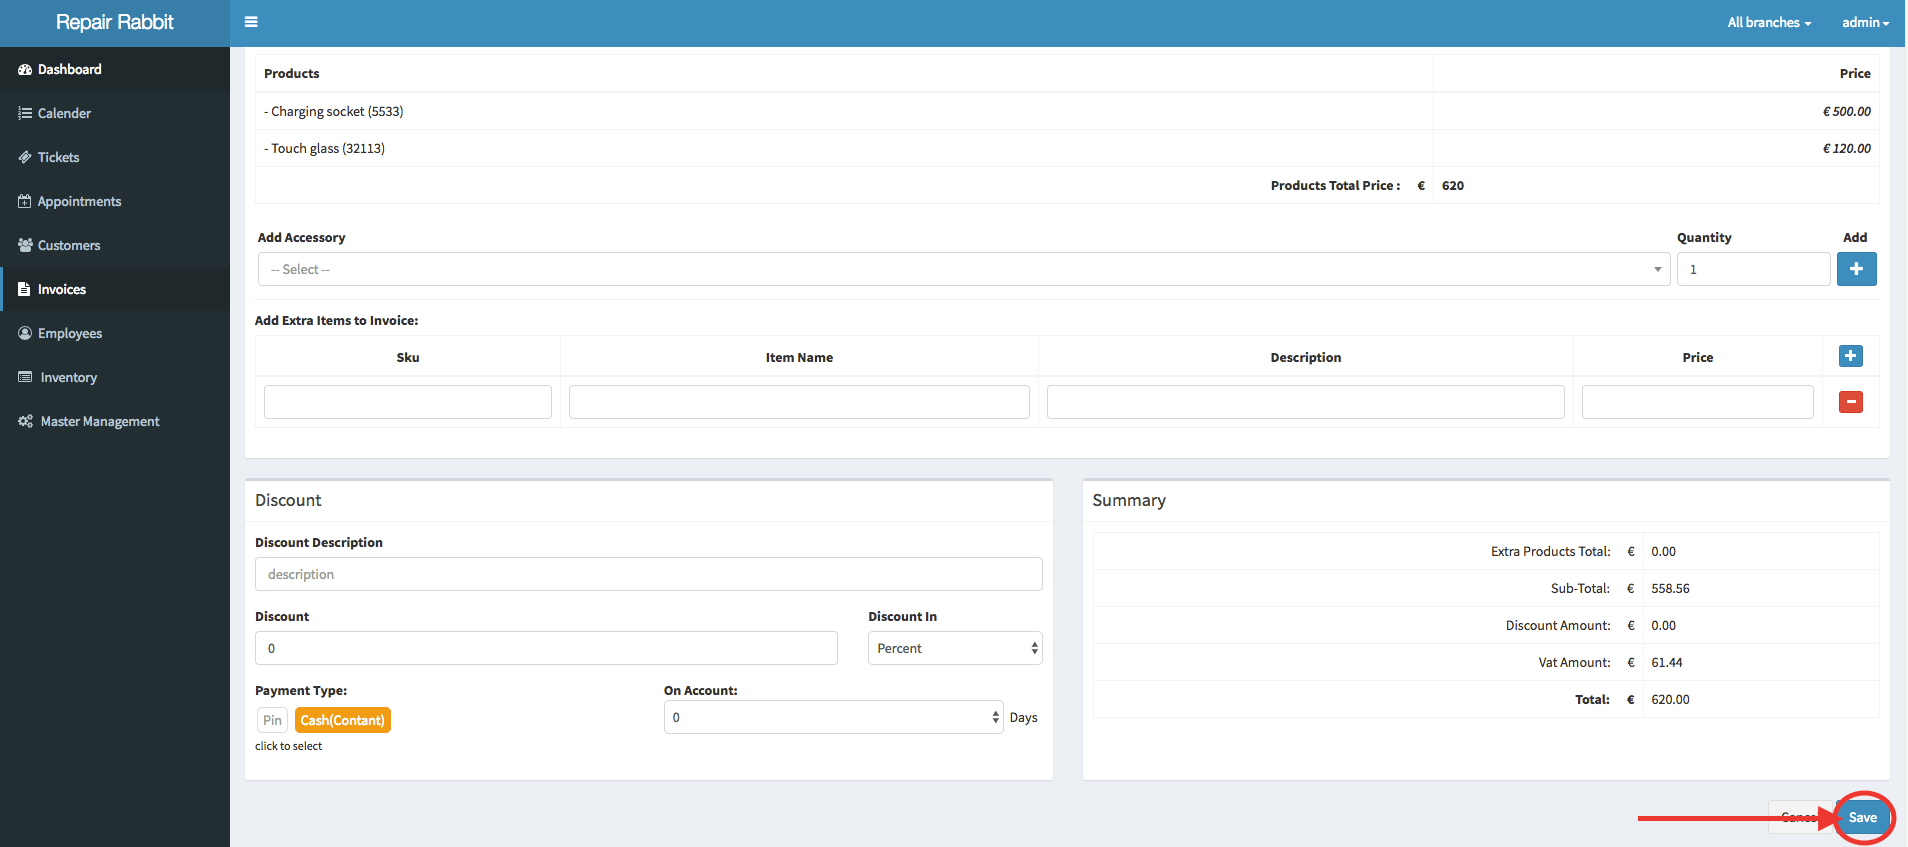 Repair Rabbit
All branches
admin
Dashboard
Calender
Tickets
Appointments
Customers
Invoices
Employees
Inventory
Master Management
Products Price
- Charging socket (5533) € 500.00
- Touch glass (32113) € 120.00
Products Total Price : € 620
Add Accessory Quantity Add
-- Select -- 1
Add Extra Items to Invoice:
Sku Item Name Description Price
Discount
Discount Description
description
Discount Discount In
0 Percent
Payment Type: On Account:
Pin Cash(Contant) 0 Days
click to select
Summary
Extra Products Total: € 0.00
Sub-Total: € 558.56
Discount Amount: € 0.00
Vat Amount: € 61.44
Total: € 620.00
Save